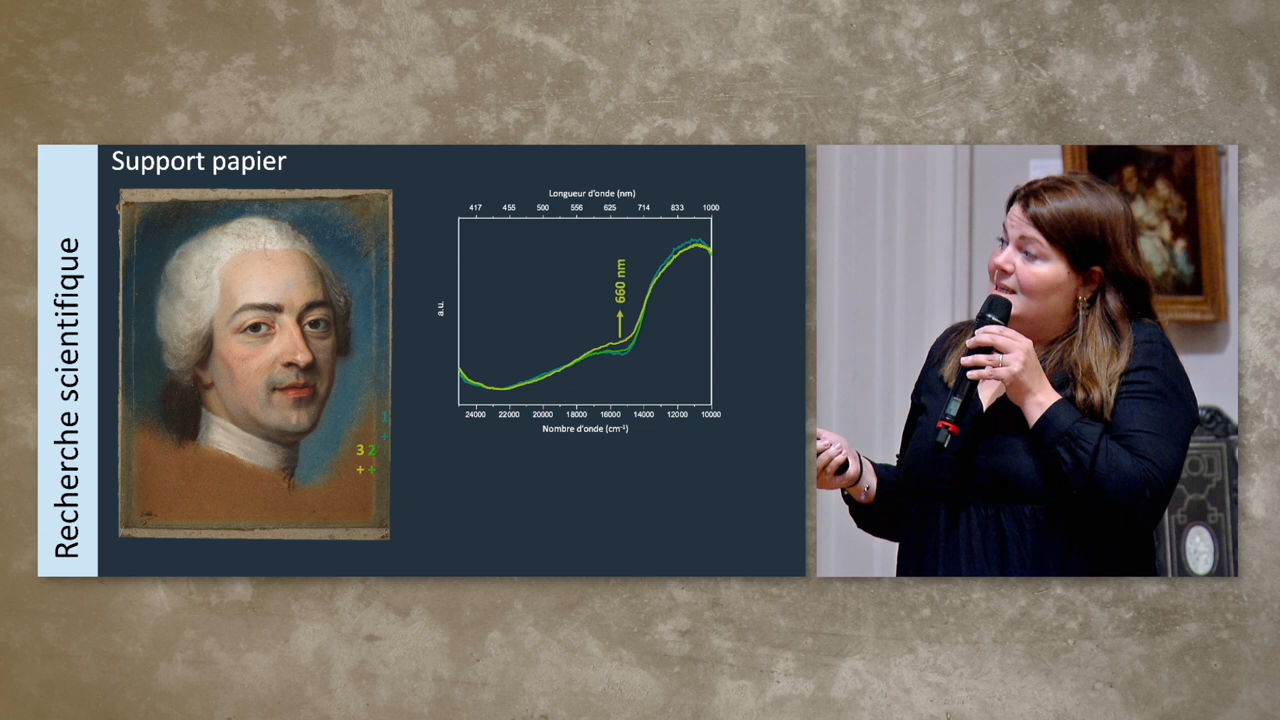 Recherche scientifique
Support papier
1
+
3 2
+ +
Longueur d'onde (nm)
417 455 500 556 625 714 833 1000
a.u.
660 nm
24000 22000 20000 18000 16000 14000 12000 10000
Nombre d'onde (cm⁻¹)